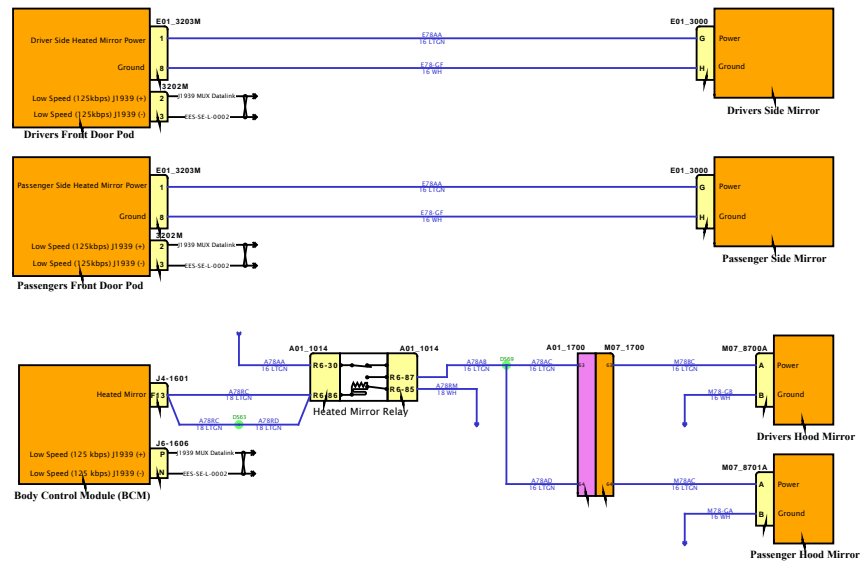 E01_3203M
E01_3000
Driver Side Heated Mirror Power
1
E78AA
16 LTGN
G
Power
Ground
8
E78-GF
16 WH
H
Ground
3202M
Low Speed (125kbps) J1939 (+)
2
J1939 MUX Datalink
Low Speed (125kbps) J1939 (-)
3
EES-SE-L-0002
Drivers Front Door Pod
Drivers Side Mirror
E01_3203M
E01_3000
Passenger Side Heated Mirror Power
1
E78AA
16 LTGN
G
Power
Ground
8
E78-GF
16 WH
H
Ground
3202M
Low Speed (125kbps) J1939 (+)
2
J1939 MUX Datalink
Low Speed (125kbps) J1939 (-)
3
EES-SE-L-0002
Passengers Front Door Pod
Passenger Side Mirror
A01_1014
A01_1014
A01_1700
M07_1700
M07_8700A
A78AA
16 LTGN
R6-30
R6-87
A78AB
16 LTGN
D569
A78AC
16 LTGN
63
63
M78BC
16 LTGN
A
Power
J4-1601
Heated Mirror
F13
A78RC
18 LTGN
R6-86
R6-85
A78RM
18 WH
M78-GB
16 WH
B
Ground
Heated Mirror Relay
A78RC
18 LTGN
D563
A78RD
18 LTGN
Drivers Hood Mirror
J6-1606
Low Speed (125 kbps) J1939 (+)
P
J1939 MUX Datalink
Low Speed (125 kbps) J1939 (-)
N
EES-SE-L-0002
Body Control Module (BCM)
M07_8701A
A78AD
16 LTGN
64
64
M78AC
16 LTGN
A
Power
M78-GA
16 WH
B
Ground
Passenger Hood Mirror